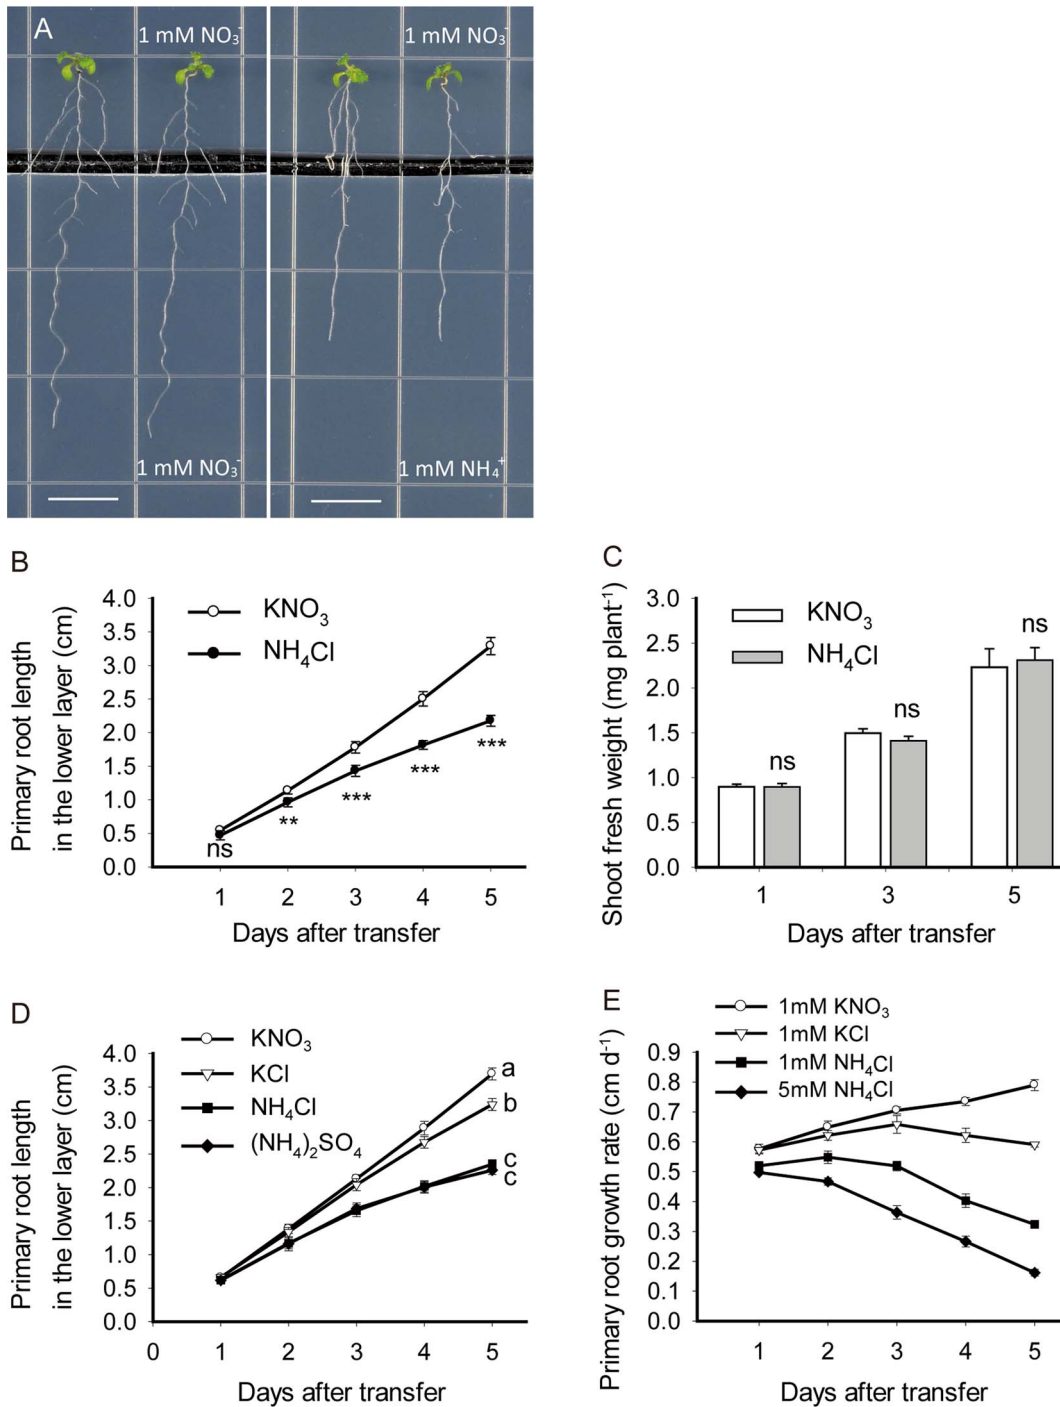 A
1 mM NO₃⁻
1 mM NO₃⁻
1 mM NO₃⁻
1 mM NH₄⁺
B
Primary root length
in the lower layer (cm)
4.0
3.5
3.0
2.5
2.0
1.5
1.0
0.5
0.0
KNO₃
NH₄Cl
ns
**
***
***
***
1
2
3
4
5
Days after transfer
C
Shoot fresh weight (mg plant⁻¹)
3.0
2.5
2.0
1.5
1.0
0.5
0.0
KNO₃
NH₄Cl
ns
ns
ns
1
3
5
Days after transfer
D
Primary root length
in the lower layer (cm)
4.0
3.5
3.0
2.5
2.0
1.5
1.0
0.5
0.0
KNO₃
KCl
NH₄Cl
(NH₄)₂SO₄
a
b
c
c
0
1
2
3
4
5
Days after transfer
E
Primary root growth rate (cm d⁻¹)
1mM KNO₃
1mM KCl
1mM NH₄Cl
5mM NH₄Cl
0.9
0.8
0.7
0.6
0.5
0.4
0.3
0.2
0.1
0.0
1
2
3
4
5
Days after transfer